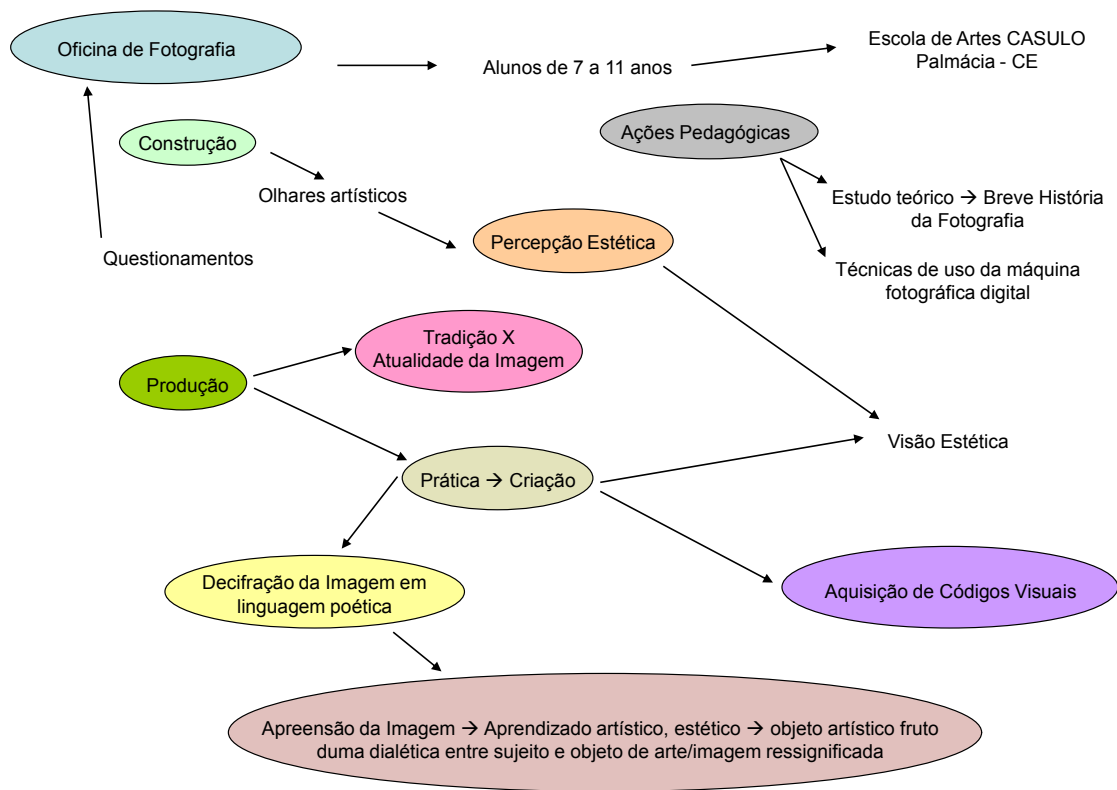 Oficina de Fotografia
Alunos de 7 a 11 anos
Escola de Artes CASULO
Palmácia - CE
Construção
Ações Pedagógicas
Olhares artísticos
Estudo teórico → Breve História
da Fotografia
Percepção Estética
Questionamentos
Técnicas de uso da máquina
fotográfica digital
Tradição X
Atualidade da Imagem
Produção
Visão Estética
Prática → Criação
Decifração da Imagem em
linguagem poética
Aquisição de Códigos Visuais
Apreensão da Imagem → Aprendizado artístico, estético → objeto artístico fruto
duma dialética entre sujeito e objeto de arte/imagem ressignificada